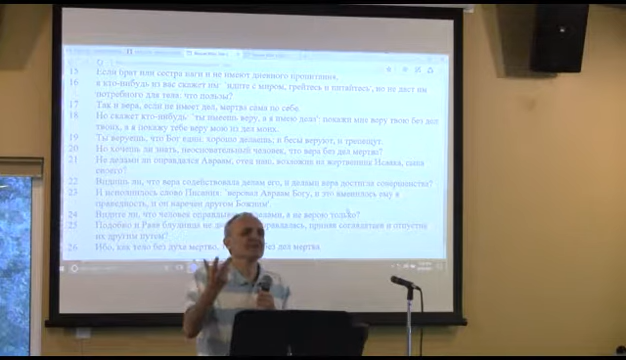 15 Если брат или сестра наги и не имеют дневного пропитания,
16 а кто-нибудь из вас скажет им "идите с миром, грейтесь и питайтесь, но не даст им
потребного для тела: что пользы?
17 Так и вера, если не имеет дел, мертва сама по себе.
18 Но скажет кто-нибудь: "ты имеешь веру, а я имею дела": покажи мне веру твою без дел
твоих, а я покажу тебе веру мою из дел моих.
19 Ты веруешь, что Бог един: хорошо делаешь; и бесы веруют, и трепещут.
20 Но хочешь ли знать, неосновательный человек, что вера без дел мертва?
21 Не делами ли оправдался Авраам, отец наш, возложив на жертвенник Исаака, сына
своего?
22 Видишь ли, что вера содействовала делам его, и делами вера достигла совершенства?
23 И исполнилось слово Писания: "веровал Авраам Богу, и это вменилось ему в
праведность, и он наречен другом Божиим".
24 Видите ли, что человек оправдывается делами, а не верою только?
25 Подобно и Раав блудница не оправдалась, приняв соглядатаев и отпустив
их другим путем?
26 Ибо, как тело без духа мертво, без дел мертва.